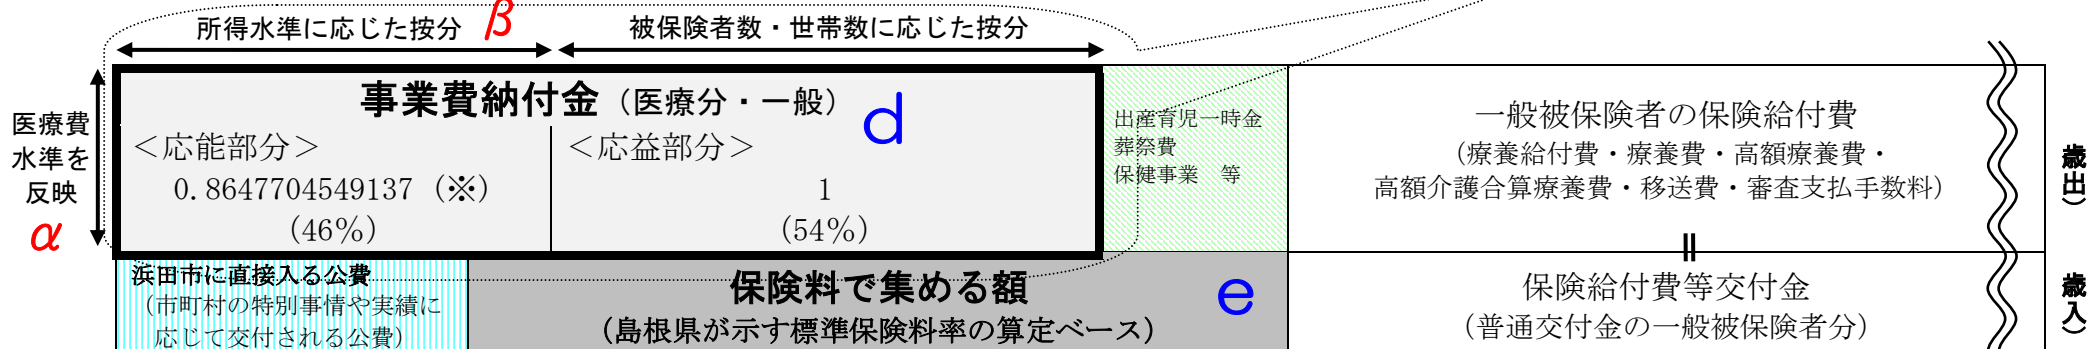 所得水準に応じた按分 β 被保険者数・世帯数に応じた按分
医療費
水準を
反映
α
事業費納付金(医療分・一般) d
<応能部分>
0.8647704549137(※)
(46%)
<応益部分>
1
(54%)
出産育児一時金
葬祭費
保健事業 等
一般被保険者の保険給付費
(療養給付費・療養費・高額療養費・
高額介護合算療養費・移送費・審査支払手数料)
歳出)
=
浜田市に直接入る公費
(市町村の特別事情や実績に
応じて交付される公費)
保険料で集める額 e
(島根県が示す標準保険料率の算定ベース)
保険給付費等交付金
(普通交付金の一般被保険者分)
歳入)